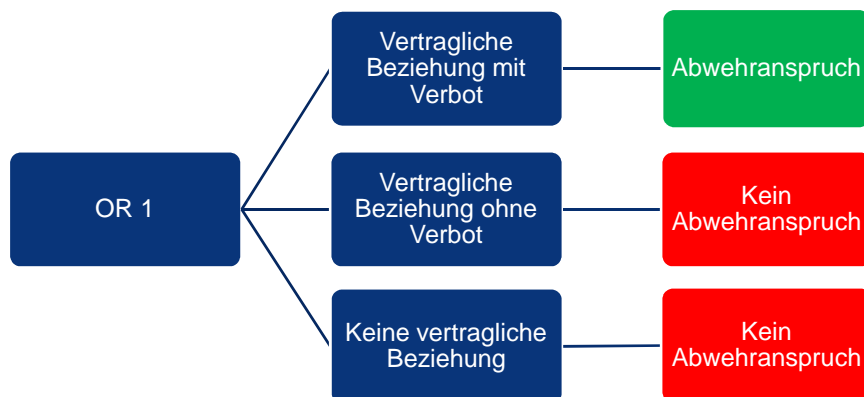 Vertragliche
Beziehung mit
Verbot
Abwehranspruch
OR 1
Vertragliche
Beziehung ohne
Verbot
Kein
Abwehranspruch
Keine vertragliche
Beziehung
Kein
Abwehranspruch